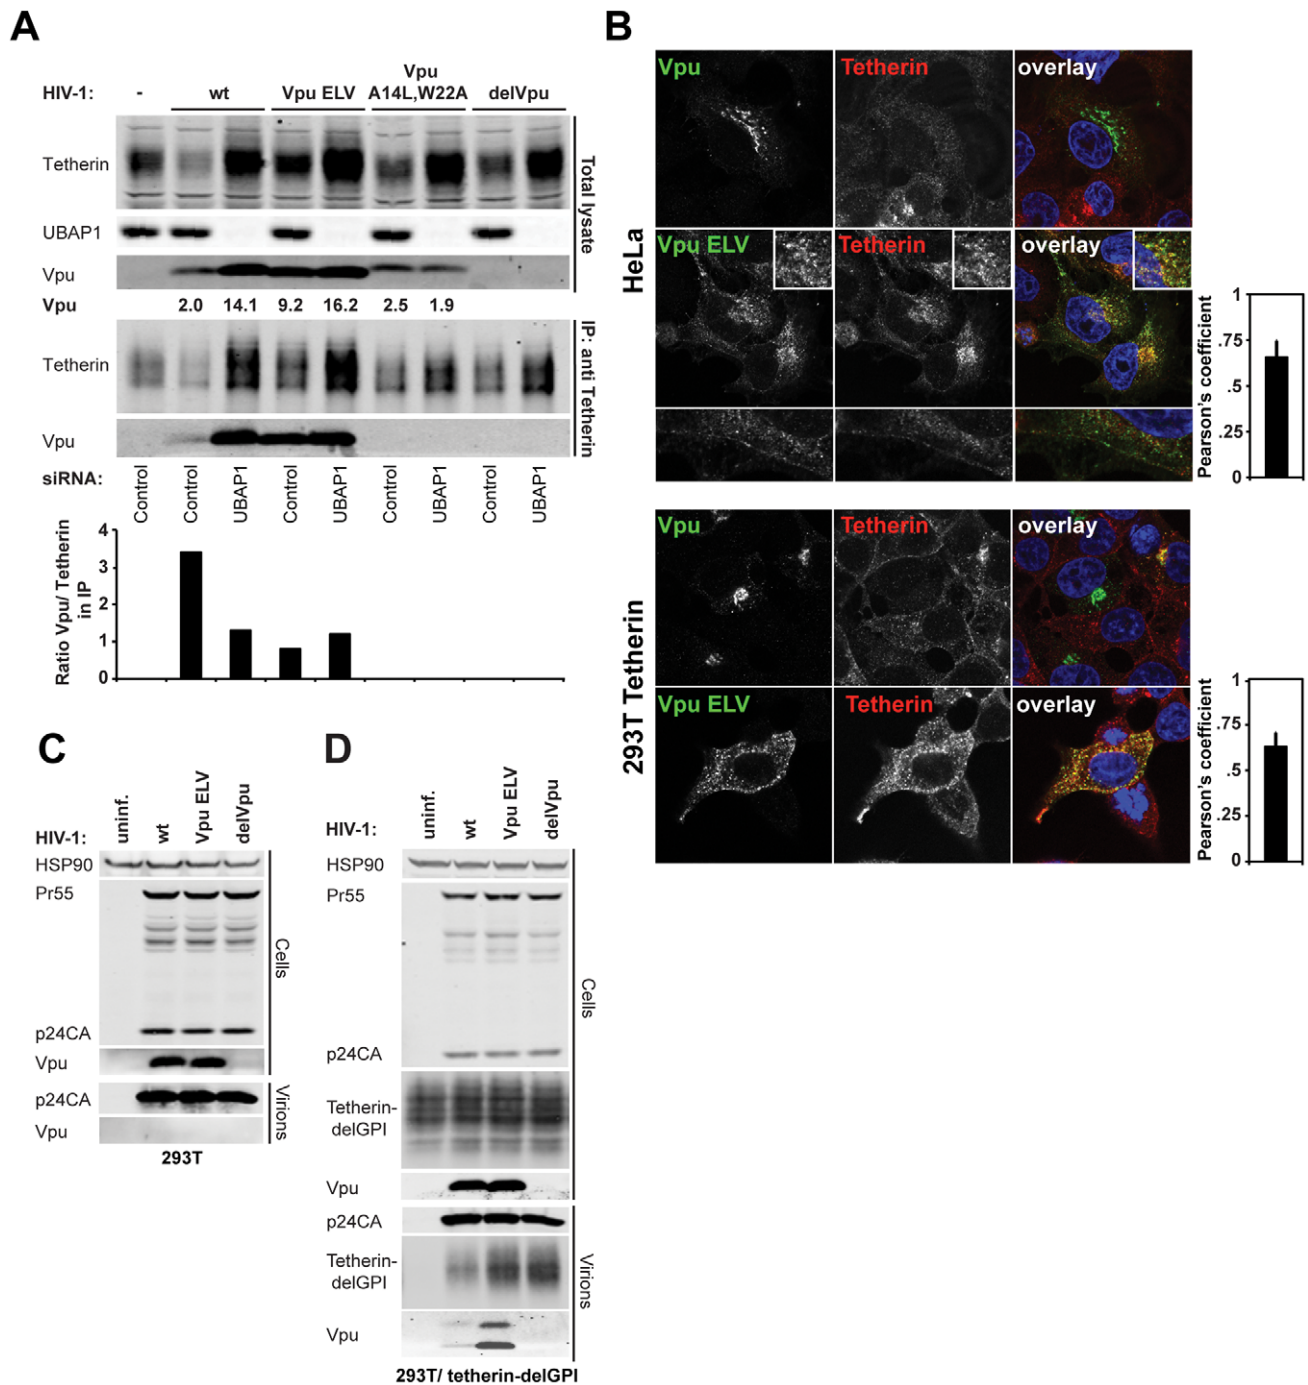 A
HIV-1:
-
wt
Vpu ELV
Vpu
A14L,W22A
delVpu
Tetherin
UBAP1
Vpu
Total lysate
Vpu 2.0 14.1 9.2 16.2 2.5 1.9
Tetherin
Vpu
IP: anti Tetherin
siRNA:
Control
Control
UBAP1
Control
UBAP1
Control
UBAP1
Control
UBAP1
Ratio Vpu/ Tetherin
in IP
4
3
2
1
0
B
HeLa
Vpu
Tetherin
overlay
Vpu ELV
Tetherin
overlay
Pearson's coefficient
1
.75
.5
.25
0
293T Tetherin
Vpu
Tetherin
overlay
Vpu ELV
Tetherin
overlay
Pearson's coefficient
1
.75
.5
.25
0
C
HIV-1:
uninf.
wt
Vpu ELV
delVpu
HSP90
Pr55
p24CA
Vpu
Cells
p24CA
Vpu
Virions
293T
D
HIV-1:
uninf.
wt
Vpu ELV
delVpu
HSP90
Pr55
p24CA
Tetherin-
delGPI
Vpu
Cells
p24CA
Tetherin-
delGPI
Vpu
Virions
293T/ tetherin-delGPI